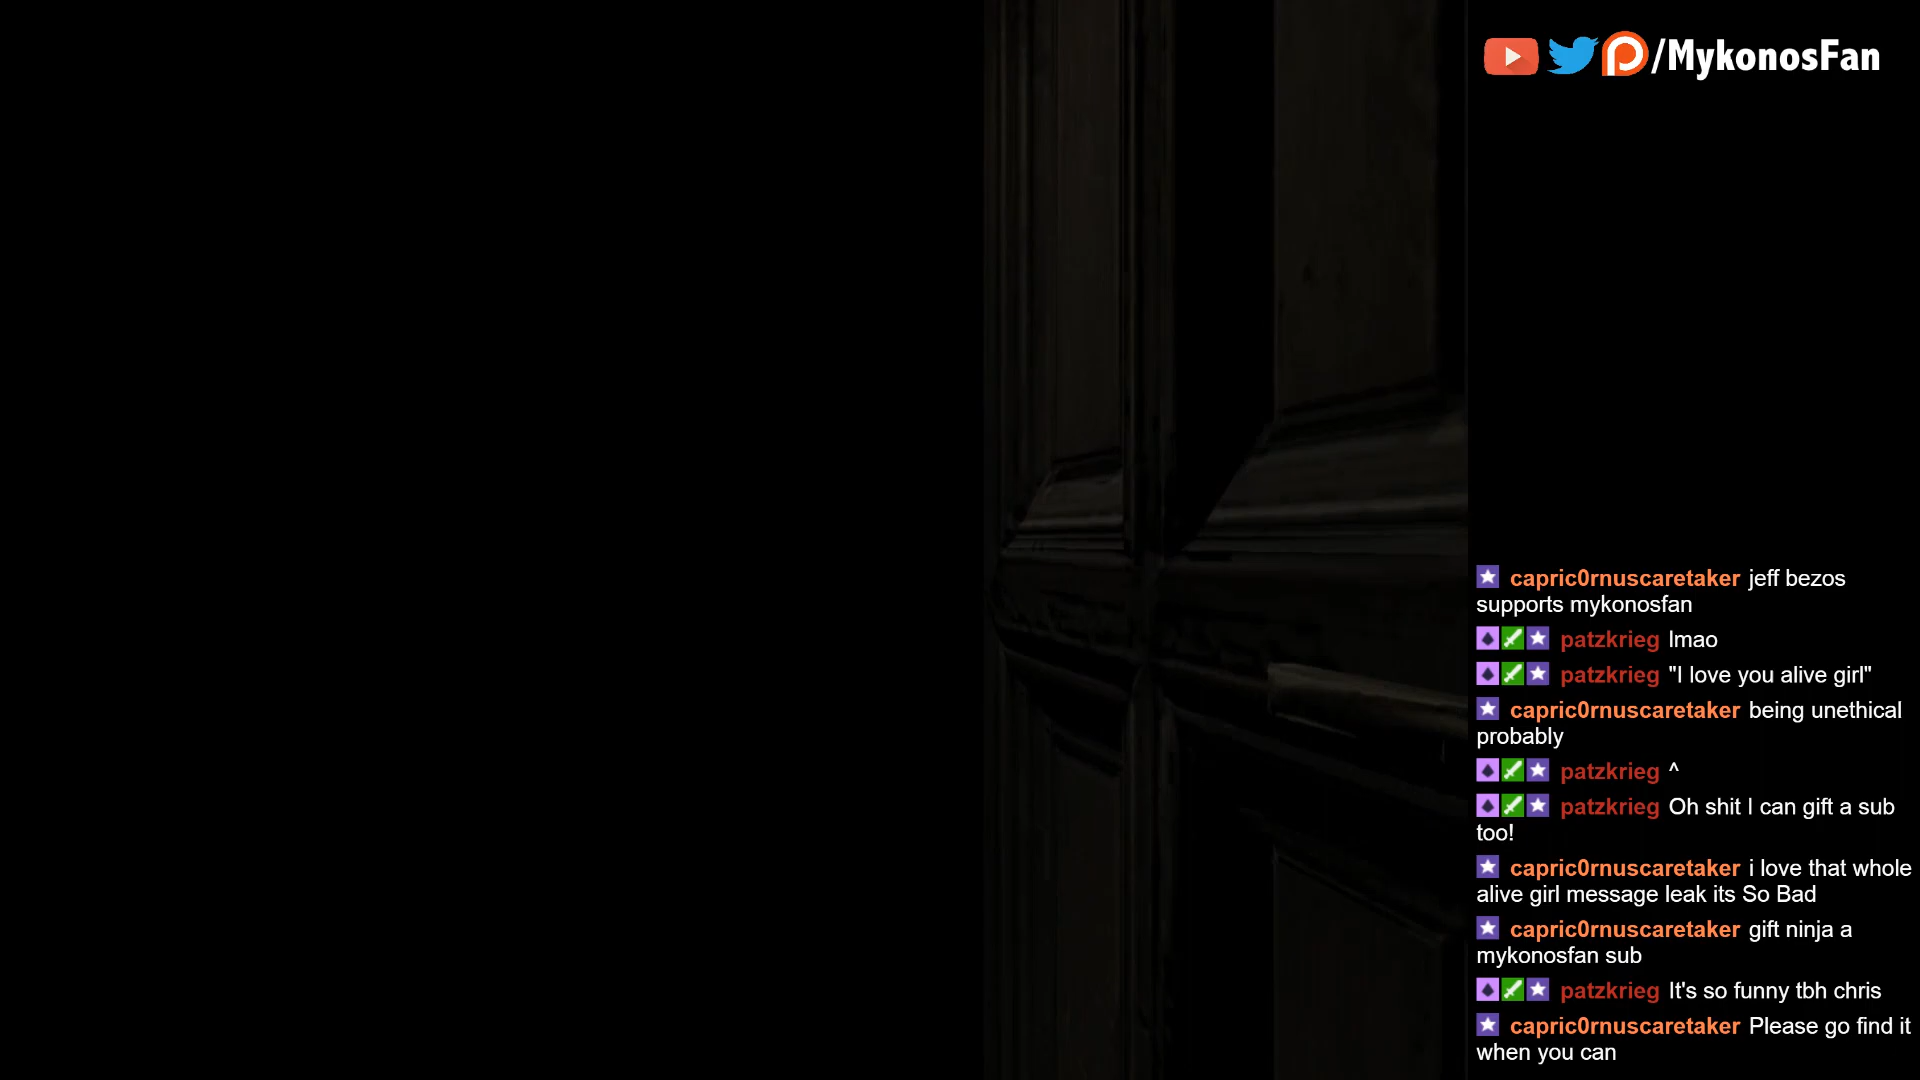 /MykonosFan
capric0rnuscaretaker jeff bezos
supports mykonosfan
patzkrieg lmao
patzkrieg "I love you alive girl"
capric0rnuscaretaker being unethical
probably
patzkrieg ^
patzkrieg Oh shit I can gift a sub
too!
capric0rnuscaretaker i love that whole
alive girl message leak its So Bad
capric0rnuscaretaker gift ninja a
mykonosfan sub
patzkrieg It's so funny tbh chris
capric0rnuscaretaker Please go find it
when you can